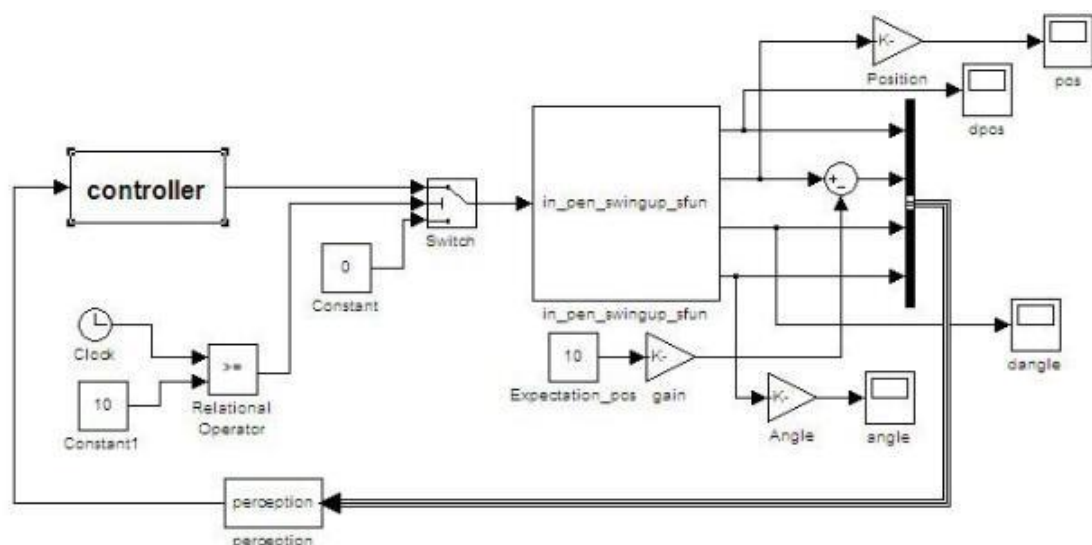 K-
Position
pos
dpos
controller
+
-
in_pen_swingup_sfun
Switch
0
Constant
in_pen_swingup_sfun
Clock
10
Expectation_pos
K-
gain
dangle
>=
10
Relational
Operator
Constant1
-K-
Angle
angle
perception
perception